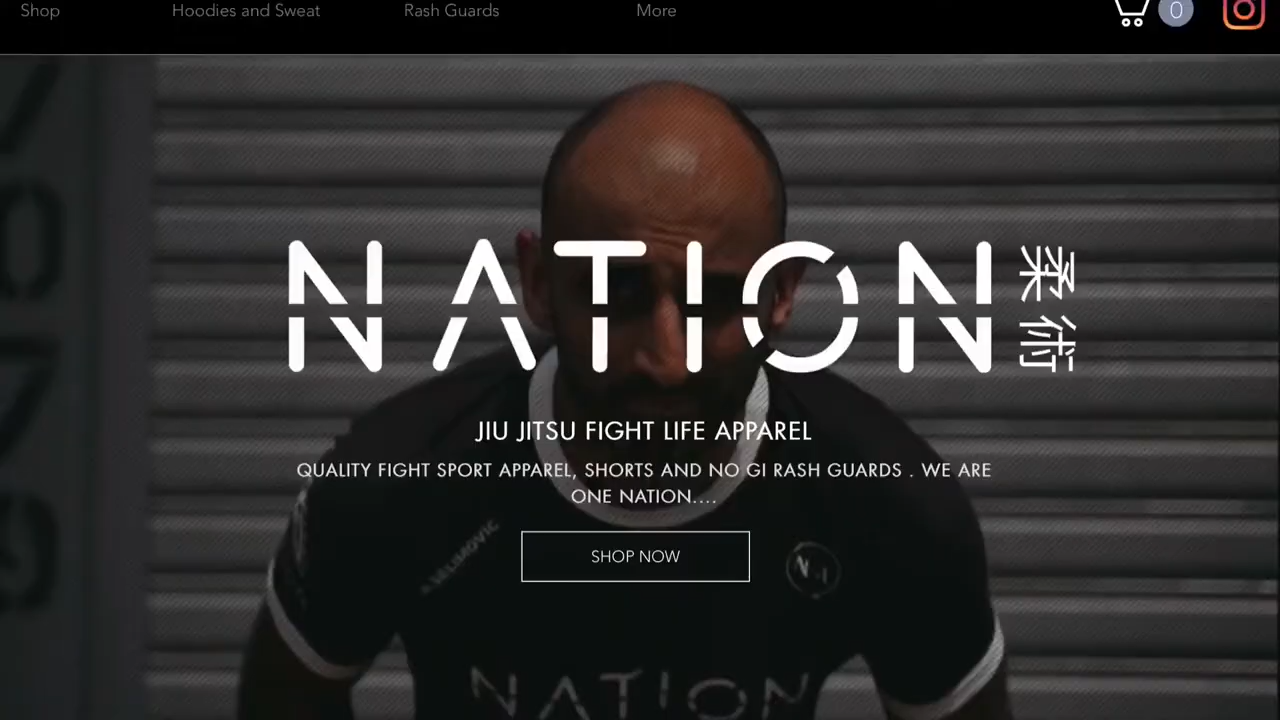 Shop
Hoodies and Sweat
Rash Guards
More
0
NATION
柔術
JIU JITSU FIGHT LIFE APPAREL
QUALITY FIGHT SPORT APPAREL, SHORTS AND NO GI RASH GUARDS . WE ARE
ONE NATION....
SHOP NOW
NATION